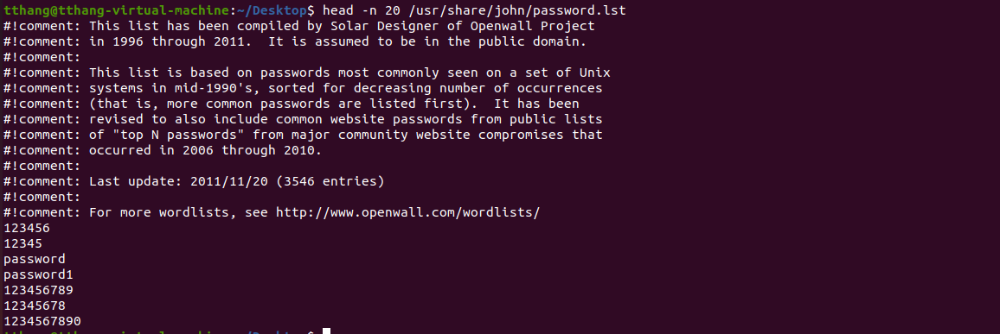 tthang@tthang-virtual-machine:~/Desktop$ head -n 20 /usr/share/john/password.lst
#!comment: This list has been compiled by Solar Designer of Openwall Project
#!comment: in 1996 through 2011.  It is assumed to be in the public domain.
#!comment:
#!comment: This list is based on passwords most commonly seen on a set of Unix
#!comment: systems in mid-1990's, sorted for decreasing number of occurrences
#!comment: (that is, more common passwords are listed first).  It has been
#!comment: revised to also include common website passwords from public lists
#!comment: of "top N passwords" from major community website compromises that
#!comment: occurred in 2006 through 2010.
#!comment:
#!comment: Last update: 2011/11/20 (3546 entries)
#!comment:
#!comment: For more wordlists, see http://www.openwall.com/wordlists/
123456
12345
password
password1
123456789
12345678
1234567890
tthang@tthang-virtual-machine:~/Desktop$